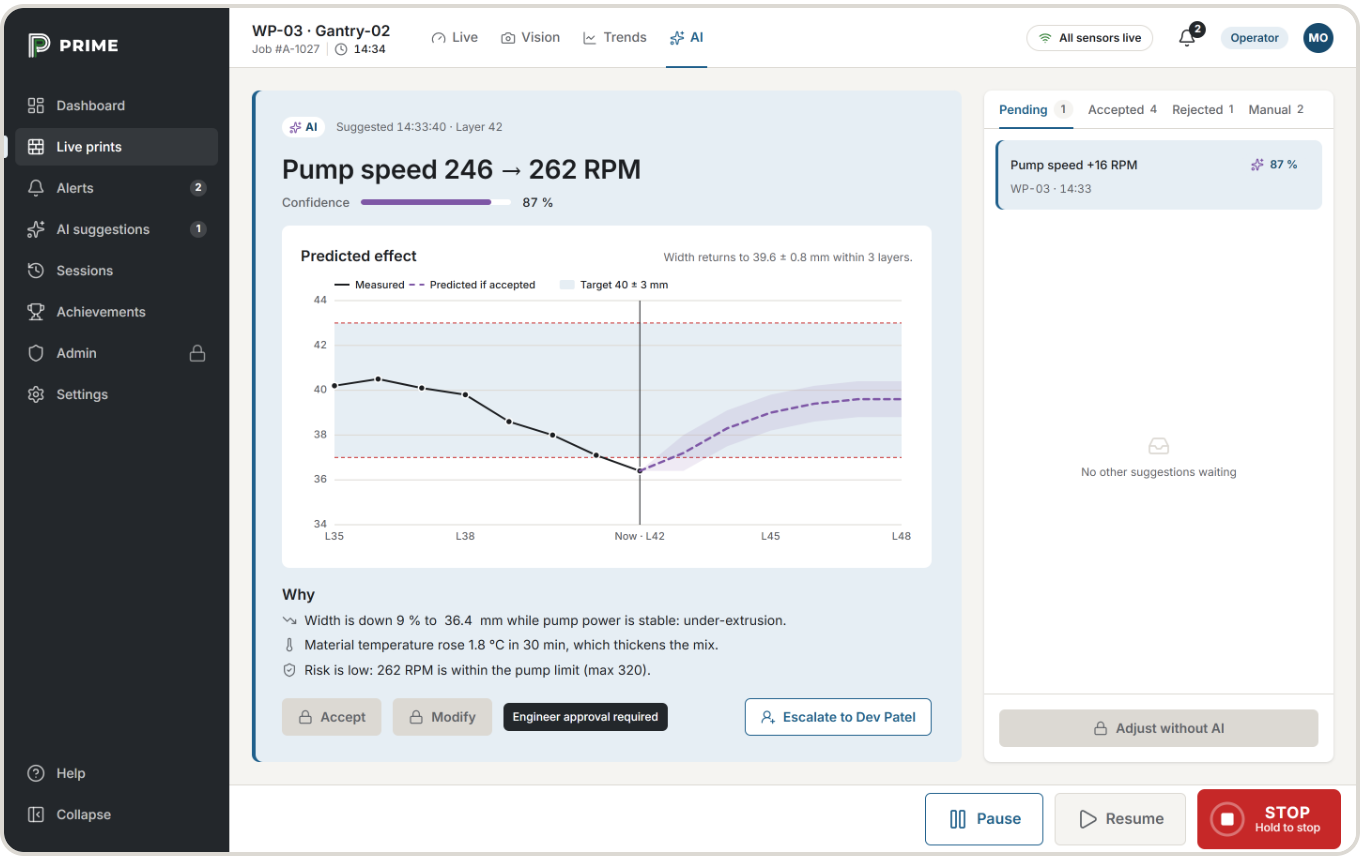 PRIME
Dashboard
Live prints
Alerts 2
AI suggestions 1
Sessions
Achievements
Admin
Settings
Help
Collapse
WP-03 · Gantry-02
Job #A-1027 14:34
Live
Vision
Trends
AI
All sensors live
2
Operator
MO
AI Suggested 14:33:40 · Layer 42
Pump speed 246 → 262 RPM
Confidence 87 %
Predicted effect
Width returns to 39.6 ± 0.8 mm within 3 layers.
Measured Predicted if accepted Target 40 ± 3 mm
44
42
40
38
36
34
L35 L38 Now · L42 L45 L48
Why
Width is down 9 % to 36.4 mm while pump power is stable: under-extrusion.
Material temperature rose 1.8 °C in 30 min, which thickens the mix.
Risk is low: 262 RPM is within the pump limit (max 320).
Accept
Modify
Engineer approval required
Escalate to Dev Patel
Pending 1 Accepted 4 Rejected 1 Manual 2
Pump speed +16 RPM 87 %
WP-03 · 14:33
No other suggestions waiting
Adjust without AI
Pause
Resume
STOP
Hold to stop